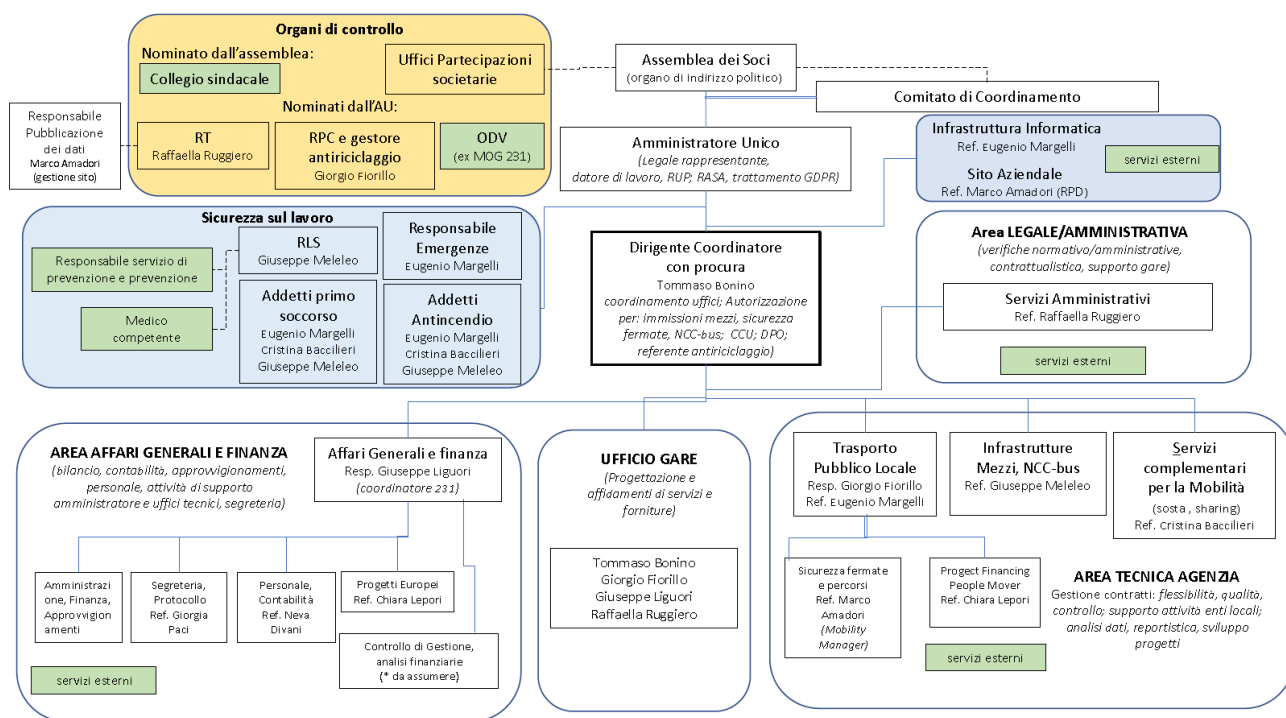 Organi di controllo
Nominato dall'assemblea:
Collegio sindacale
Uffici Partecipazioni
societarie
Nominati dall'AU:
RT
Raffaella Ruggiero
RPC e gestore
antiriciclaggio
Giorgio Fiorillo
ODV
(ex MOG 231)
Responsabile
Pubblicazione
dei dati
Marco Amadori
(gestione sito)
Assemblea dei Soci
(organo di indirizzo politico)
Comitato di Coordinamento
Amministratore Unico
(Legale rappresentante,
datore di lavoro, RUP; RASA, trattamento GDPR)
Infrastruttura Informatica
Ref. Eugenio Margelli
servizi esterni
Sito Aziendale
Ref. Marco Amadori (RPD)
Sicurezza sul lavoro
RLS
Giuseppe Meleleo
Responsabile
Emergenze
Eugenio Margelli
Responsabile servizio di
prevenzione e prevenzione
Medico
competente
Addetti primo
soccorso
Eugenio Margelli
Cristina Baccilieri
Giuseppe Meleleo
Addetti
Antincendio
Eugenio Margelli
Cristina Baccilieri
Giuseppe Meleleo
Dirigente Coordinatore
con procura
Tommaso Bonino
coordinamento uffici; Autorizzazione
per: immissioni mezzi, sicurezza
fermate, NCC-bus; CCU; DPO;
referente antiriciclaggio)
Area LEGALE/AMMINISTRATIVA
(verifiche normativo/amministrative,
contrattualistica, supporto gare)
Servizi Amministrativi
Ref. Raffaella Ruggiero
servizi esterni
AREA AFFARI GENERALI E FINANZA
(bilancio, contabilità, approvvigionamenti,
personale, attività di supporto
amministratore e uffici tecnici, segreteria)
Affari Generali e finanza
Resp. Giuseppe Liguori
(coordinatore 231)
Amministrazi
one, Finanza,
Approvvigion
amenti
Segreteria,
Protocollo
Ref. Giorgia
Paci
Personale,
Contabilità
Ref. Neva
Divani
Progetti Europei
Ref. Chiara Lepori
Controllo di Gestione,
analisi finanziarie
(* da assumere)
servizi esterni
UFFICIO GARE
(Progettazione e
affidamenti di servizi e
forniture)
Tommaso Bonino
Giorgio Fiorillo
Giuseppe Liguori
Raffaella Ruggiero
Trasporto
Pubblico Locale
Resp. Giorgio Fiorillo
Ref. Eugenio Margelli
Infrastrutture
Mezzi, NCC-bus
Ref. Giuseppe Meleleo
Servizi
complementari
per la Mobilità
(sosta , sharing)
Ref. Cristina Baccilieri
Sicurezza fermate
e percorsi
Ref. Marco
Amadori
(Mobility
Manager)
Progect Financing
People Mover
Ref. Chiara Lepori
servizi esterni
AREA TECNICA AGENZIA
Gestione contratti: flessibilità, qualità,
controllo; supporto attività enti locali;
analisi dati, reportistica, sviluppo
progetti